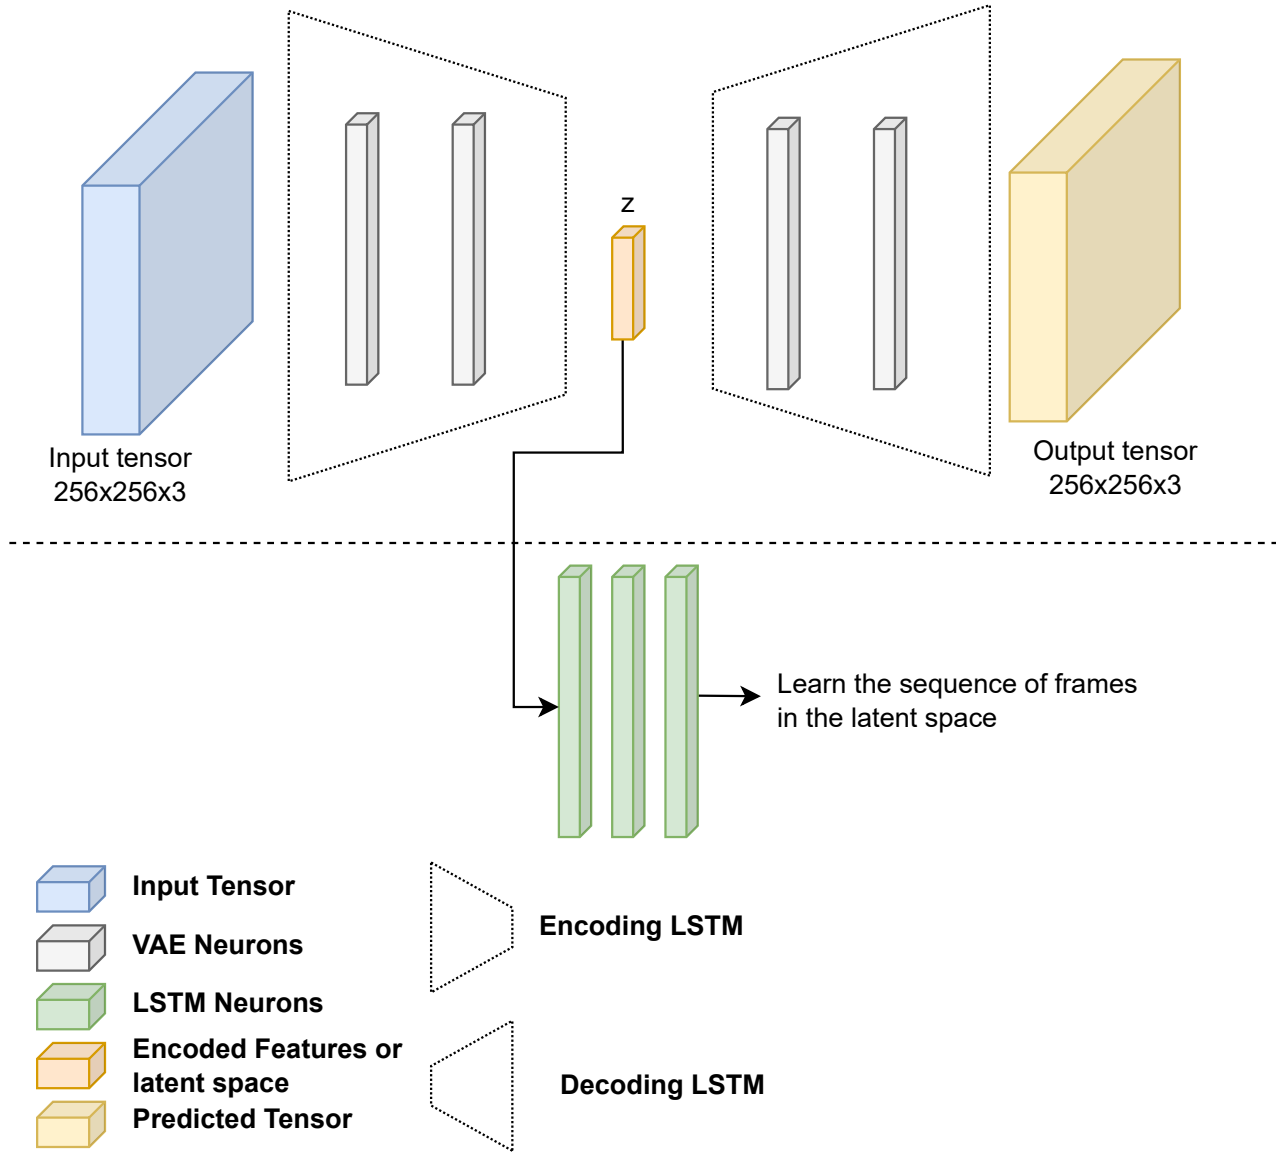 z
Input tensor
256x256x3
Output tensor
256x256x3
Learn the sequence of frames
in the latent space
Input Tensor
VAE Neurons
LSTM Neurons
Encoded Features or
latent space
Predicted Tensor
Encoding LSTM
Decoding LSTM